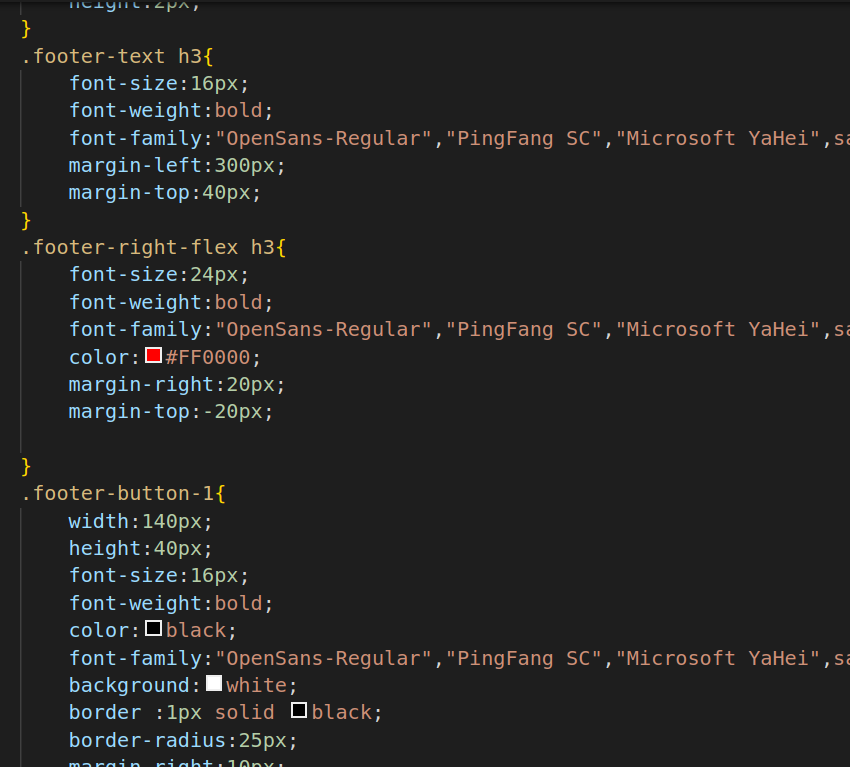 height:2px;
}
.footer-text h3{
font-size:16px;
font-weight:bold;
font-family:"OpenSans-Regular","PingFang SC","Microsoft YaHei",sa
margin-left:300px;
margin-top:40px;
}
.footer-right-flex h3{
font-size:24px;
font-weight:bold;
font-family:"OpenSans-Regular","PingFang SC","Microsoft YaHei",sa
color:#FF0000;
margin-right:20px;
margin-top:-20px;
}
.footer-button-1{
width:140px;
height:40px;
font-size:16px;
font-weight:bold;
color:black;
font-family:"OpenSans-Regular","PingFang SC","Microsoft YaHei",sa
background:white;
border :1px solid black;
border-radius:25px;
margin-right:10px;